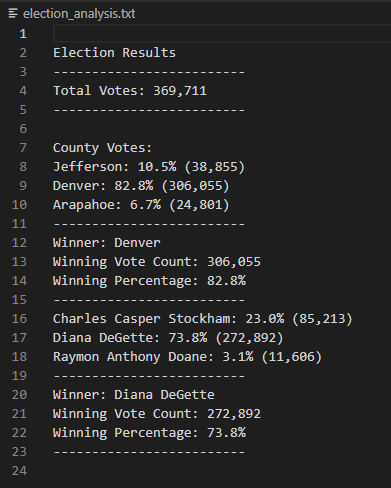 election_analysis.txt
1
2 Election Results
3 -------------------------
4 Total Votes: 369,711
5 -------------------------
6
7 County Votes:
8 Jefferson: 10.5% (38,855)
9 Denver: 82.8% (306,055)
10 Arapahoe: 6.7% (24,801)
11 -------------------------
12 Winner: Denver
13 Winning Vote Count: 306,055
14 Winning Percentage: 82.8%
15 -------------------------
16 Charles Casper Stockham: 23.0% (85,213)
17 Diana DeGette: 73.8% (272,892)
18 Raymon Anthony Doane: 3.1% (11,606)
19 -------------------------
20 Winner: Diana DeGette
21 Winning Vote Count: 272,892
22 Winning Percentage: 73.8%
23 -------------------------
24